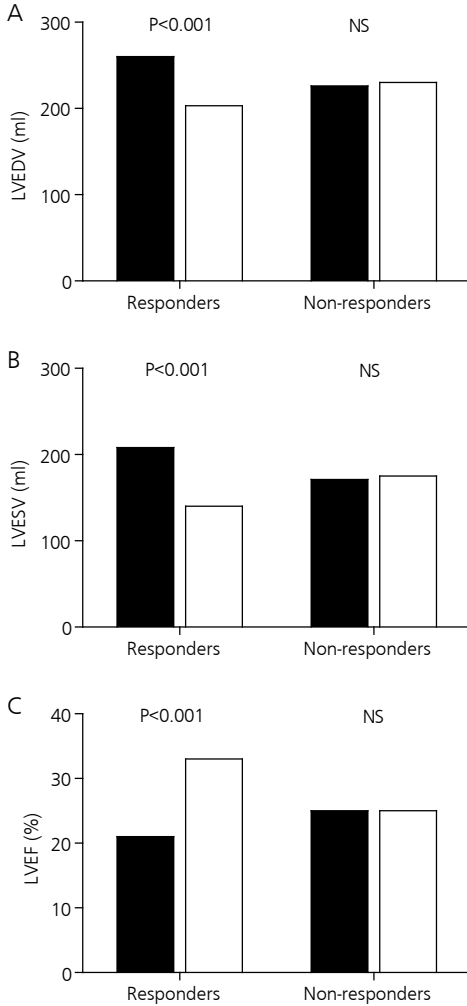 A
P<0.001 NS
300
200
100
0
LVEDV (ml)
Responders Non-responders
B
P<0.001 NS
300
200
100
0
LVESV (ml)
Responders Non-responders
C
P<0.001 NS
40
30
20
10
0
LVEF (%)
Responders Non-responders